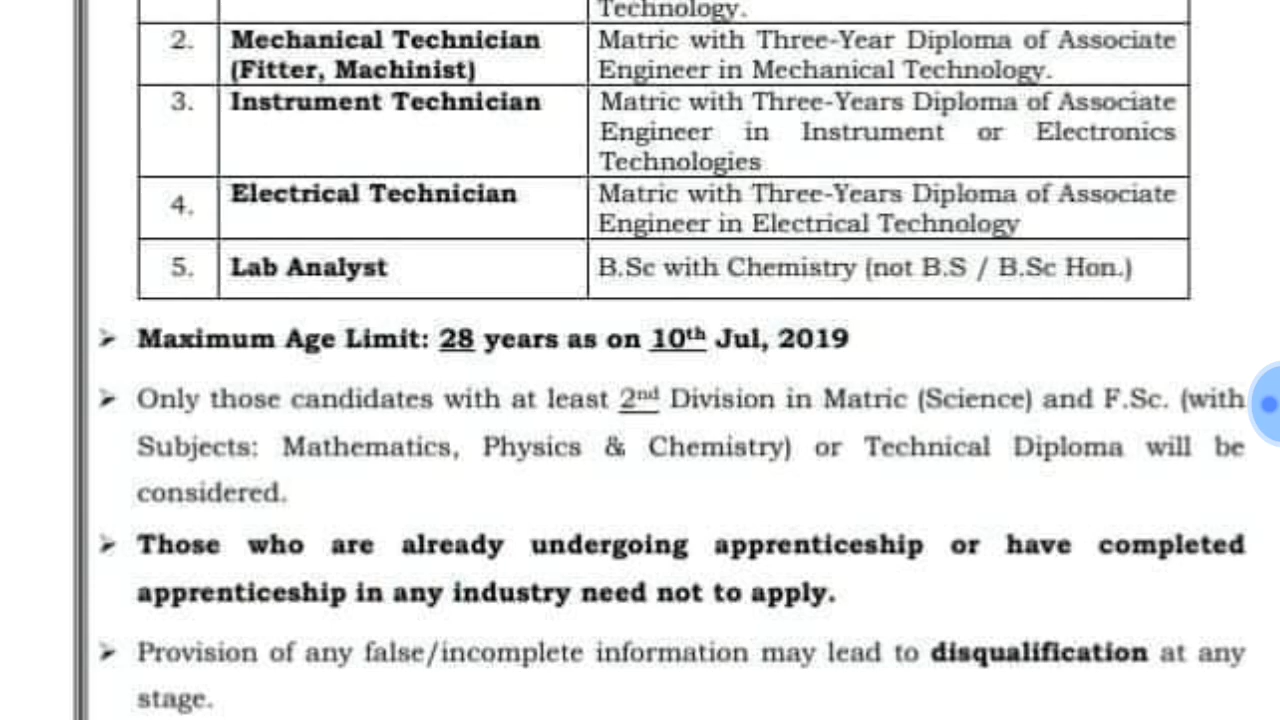 Technology.
2. Mechanical Technician Matric with Three-Year Diploma of Associate
(Fitter, Machinist) Engineer in Mechanical Technology.
3. Instrument Technician Matric with Three-Years Diploma of Associate
Engineer in Instrument or Electronics
Technologies
4. Electrical Technician Matric with Three-Years Diploma of Associate
Engineer in Electrical Technology
5. Lab Analyst B.Sc with Chemistry (not B.S / B.Sc Hon.)
➢ Maximum Age Limit: 28 years as on 10th Jul, 2019
➢ Only those candidates with at least 2nd Division in Matric (Science) and F.Sc. (with
Subjects: Mathematics, Physics & Chemistry) or Technical Diploma will be
considered.
➢ Those who are already undergoing apprenticeship or have completed
apprenticeship in any industry need not to apply.
➢ Provision of any false/incomplete information may lead to disqualification at any
stage.